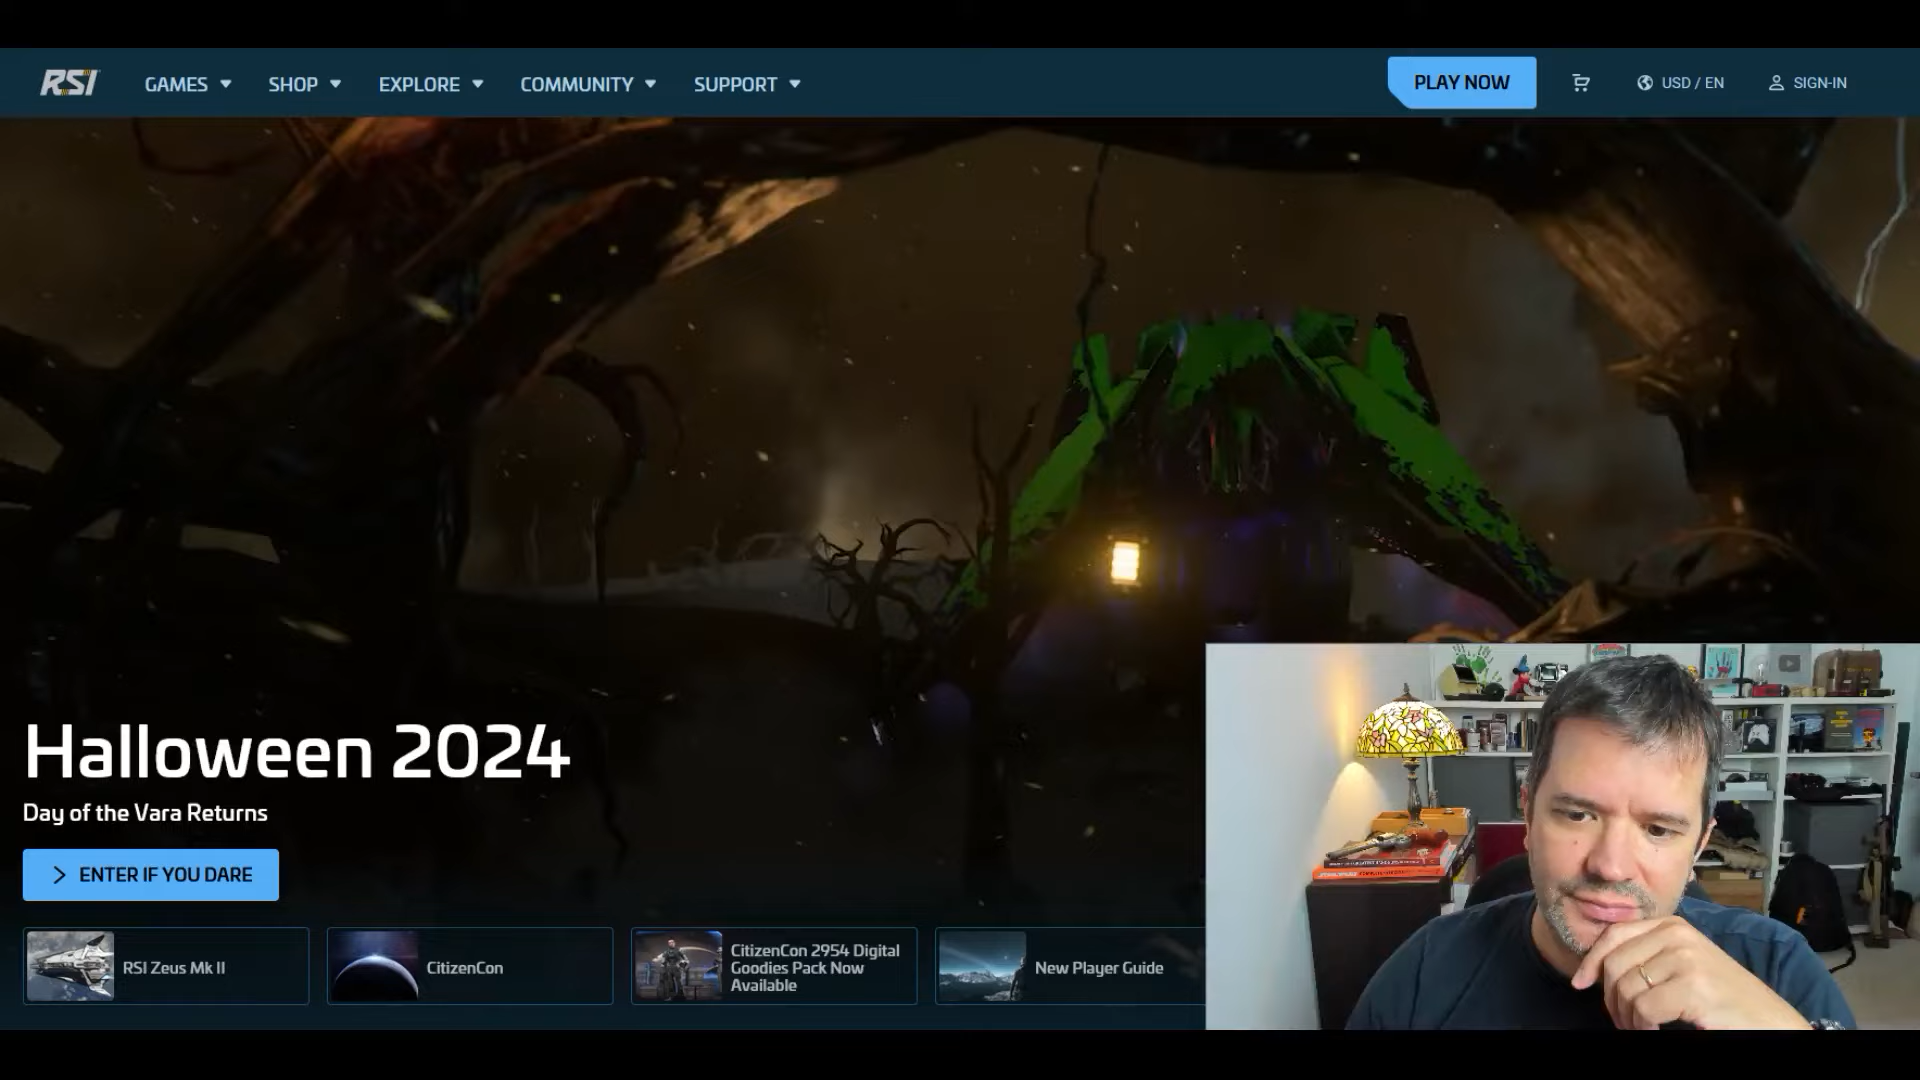 RSI
GAMES
SHOP
EXPLORE
COMMUNITY
SUPPORT
PLAY NOW
USD / EN
SIGN-IN
Halloween 2024
Day of the Vara Returns
ENTER IF YOU DARE
RSI Zeus Mk II
CitizenCon
CitizenCon 2954 Digital
Goodies Pack Now
Available
New Player Guide